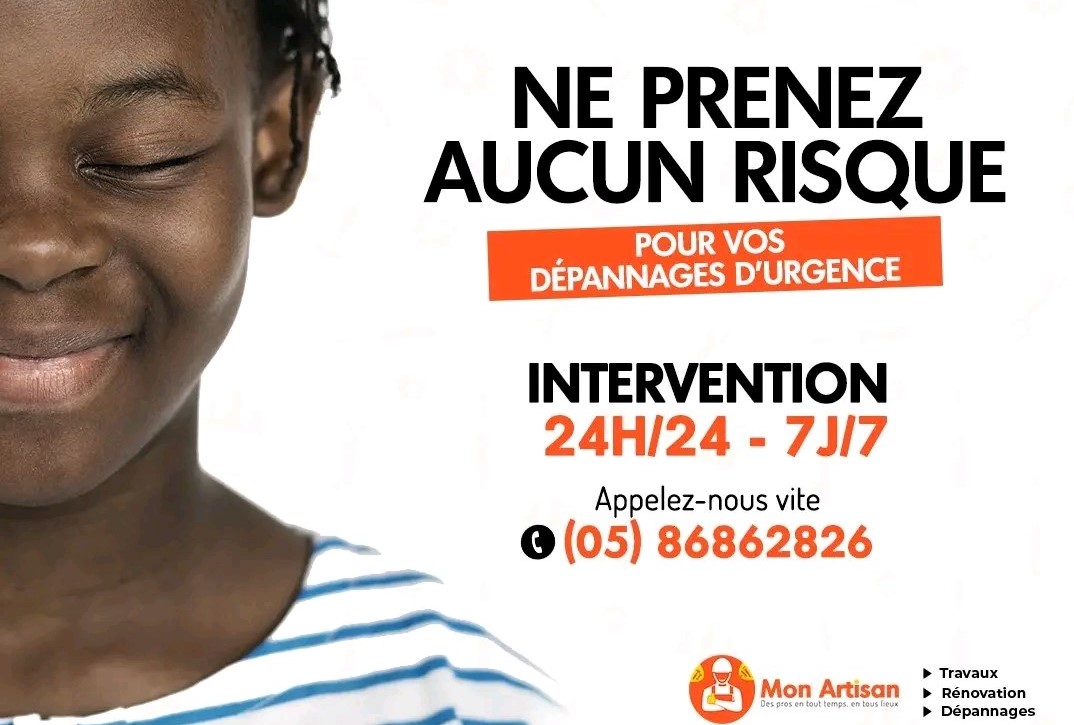 NE PRENEZ
AUCUN RISQUE
POUR VOS
DÉPANNAGES D'URGENCE
INTERVENTION
24H/24 - 7J/7
Appelez-nous vite
(05) 86862826
Mon Artisan
Des pros en tout temps, en tous lieux
Travaux
Rénovation
Dépannages